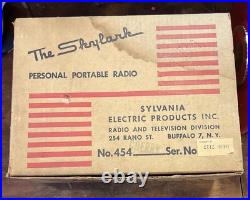 The Skylark
PERSONAL PORTABLE RADIO
SYLVANIA
ELECTRIC PRODUCTS INC.
RADIO AND TELEVISION DIVISION
254 RANO ST. BUFFALO 7, N.Y.
No. 454 Ser. No.